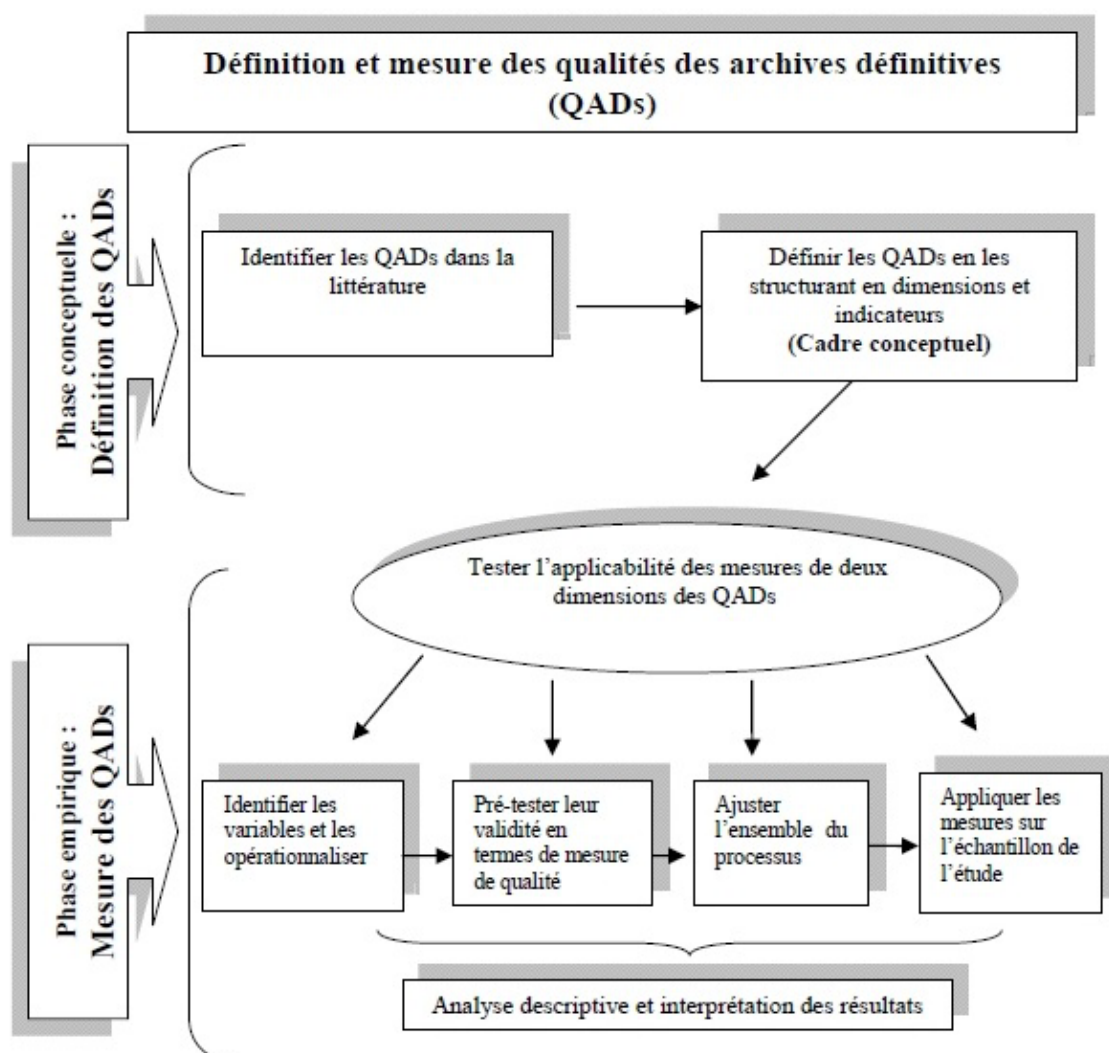 Définition et mesure des qualités des archives définitives
(QADs)
Phase conceptuelle :
Définition des QADs
Identifier les QADs dans la
littérature
Définir les QADs en les
structurant en dimensions et
indicateurs
(Cadre conceptuel)
Tester l’applicabilité des mesures de deux
dimensions des QADs
Phase empirique :
Mesure des QADs
Identifier les
variables et les
opérationnaliser
Pré-tester leur
validité en
termes de mesure
de qualité
Ajuster
l’ensemble du
processus
Appliquer les
mesures sur
l’échantillon de
l’étude
Analyse descriptive et interprétation des résultats